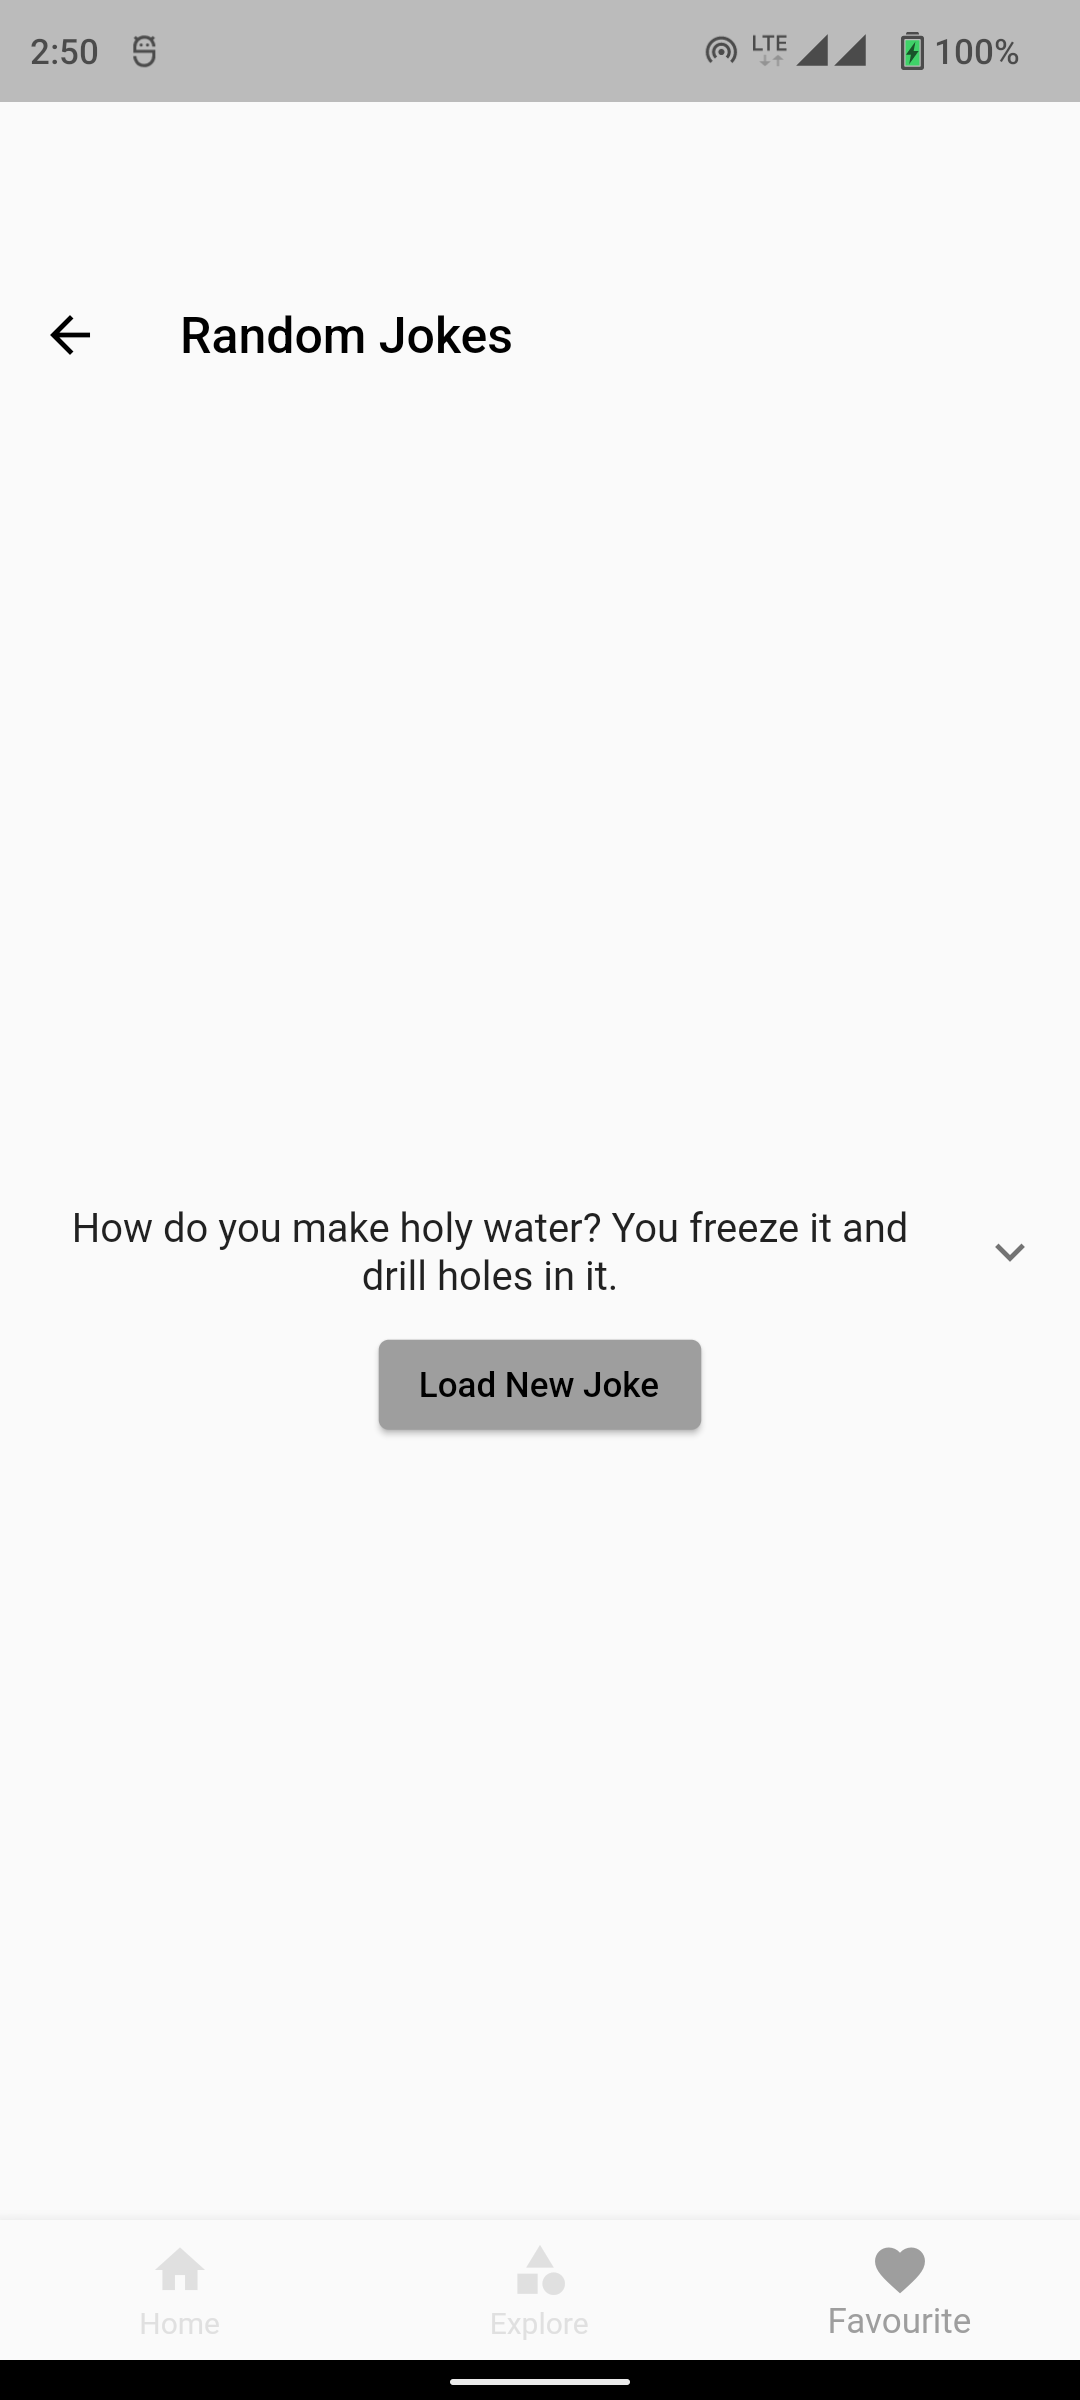 2:50
LTE
100%
Random Jokes
How do you make holy water? You freeze it and
drill holes in it.
Load New Joke
Home
Explore
Favourite